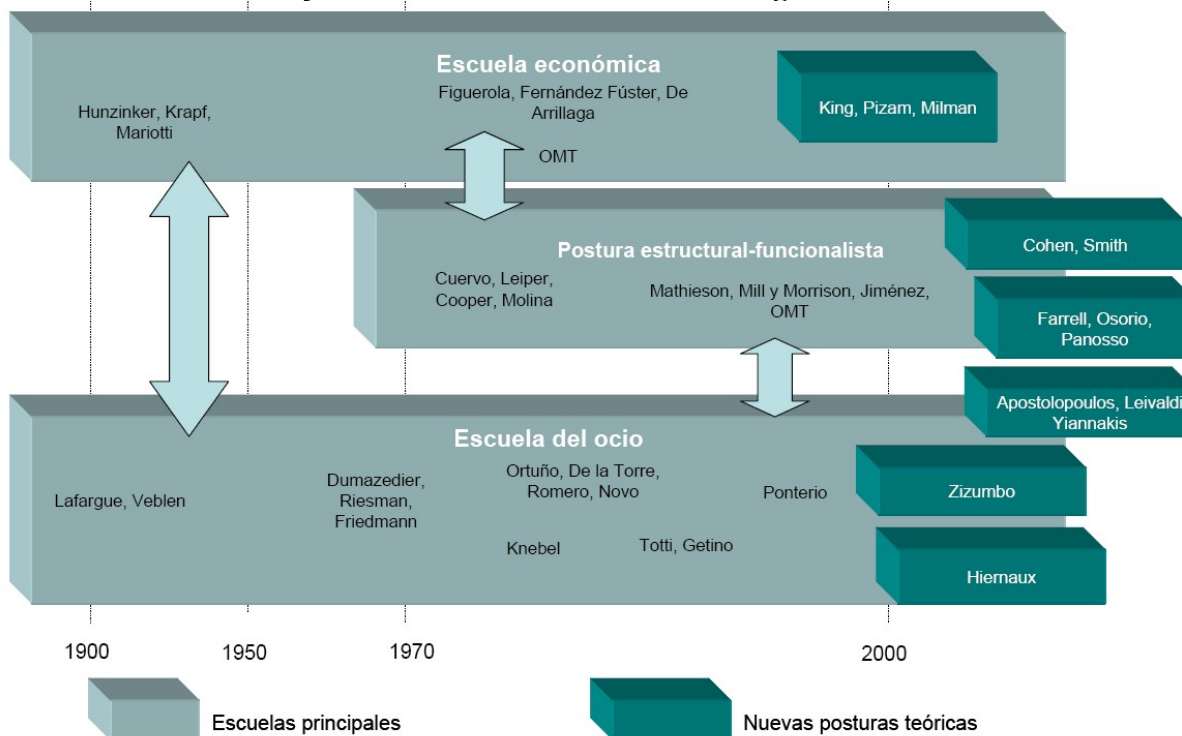 Escuela económica
Hunzinker, Krapf,
Mariotti
Figuerola, Fernández Fúster, De
Arrillaga
OMT
King, Pizam, Milman
Postura estructural-funcionalista
Cuervo, Leiper,
Cooper, Molina
Mathieson, Mill y Morrison, Jiménez,
OMT
Cohen, Smith
Farrell, Osorio,
Panosso
Apostolopoulos, Leivaldi
Yiannakis
Escuela del ocio
Lafargue, Veblen
Dumazedier,
Riesman,
Friedmann
Ortuño, De la Torre,
Romero, Novo
Knebel
Totti, Getino
Ponterio
Zizumbo
Hiernaux
1900
1950
1970
2000
Escuelas principales
Nuevas posturas teóricas